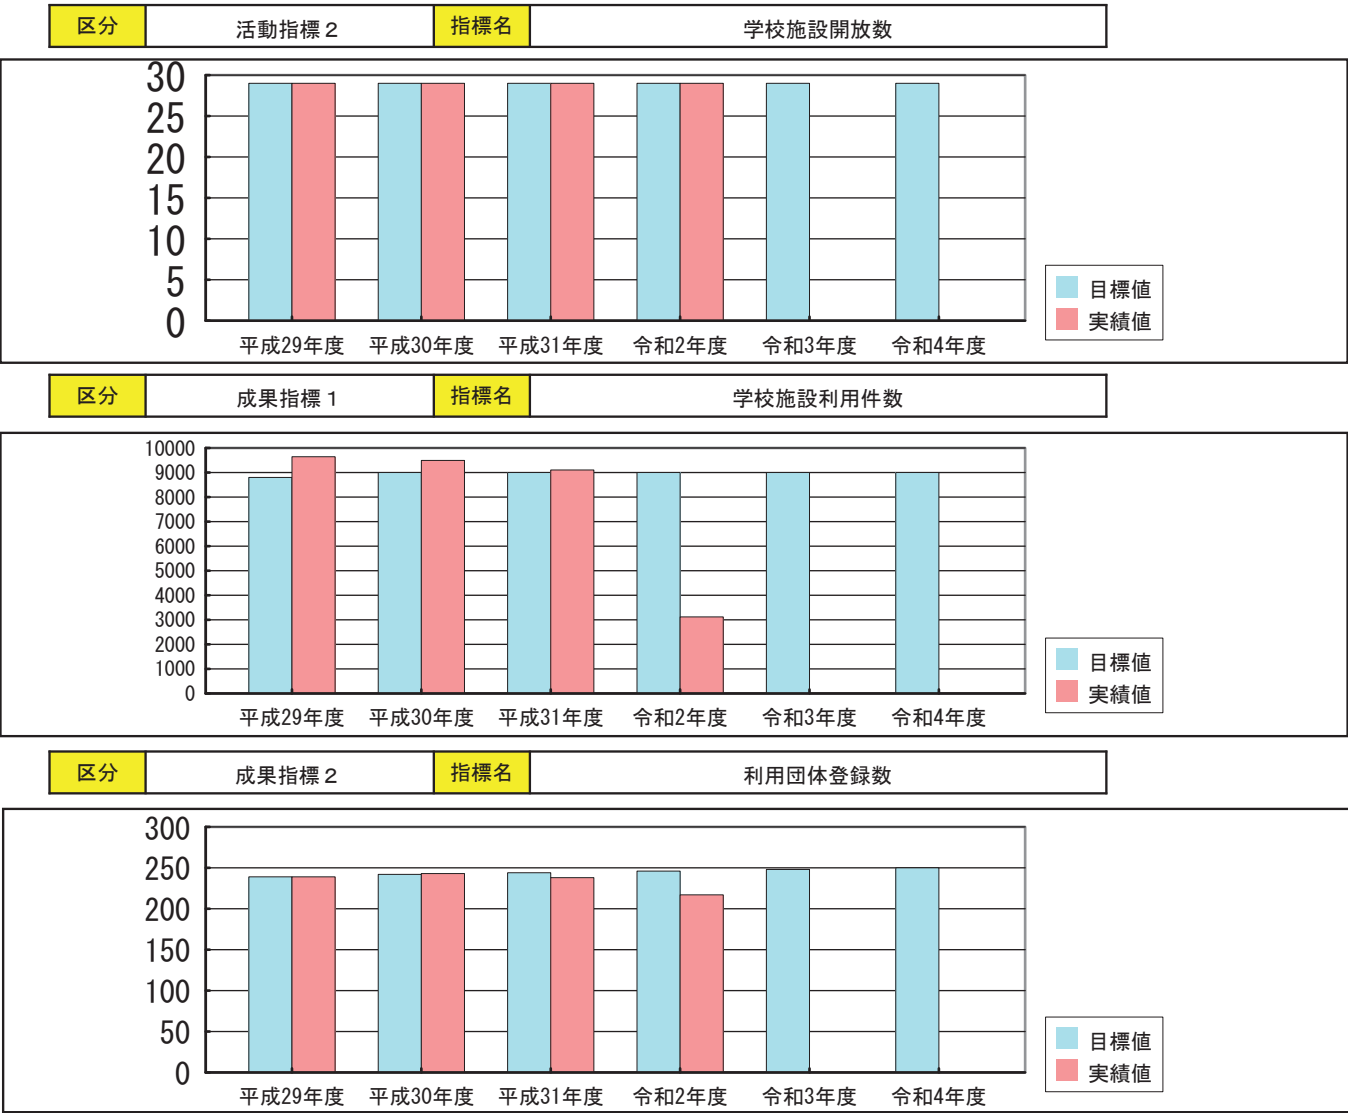 区分 活動指標２ 指標名 学校施設開放数
30
25
20
15
10
5
0
平成29年度 平成30年度 平成31年度 令和2年度 令和3年度 令和4年度
目標値
実績値
区分 成果指標１ 指標名 学校施設利用件数
10000
9000
8000
7000
6000
5000
4000
3000
2000
1000
0
平成29年度 平成30年度 平成31年度 令和2年度 令和3年度 令和4年度
目標値
実績値
区分 成果指標２ 指標名 利用団体登録数
300
250
200
150
100
50
0
平成29年度 平成30年度 平成31年度 令和2年度 令和3年度 令和4年度
目標値
実績値